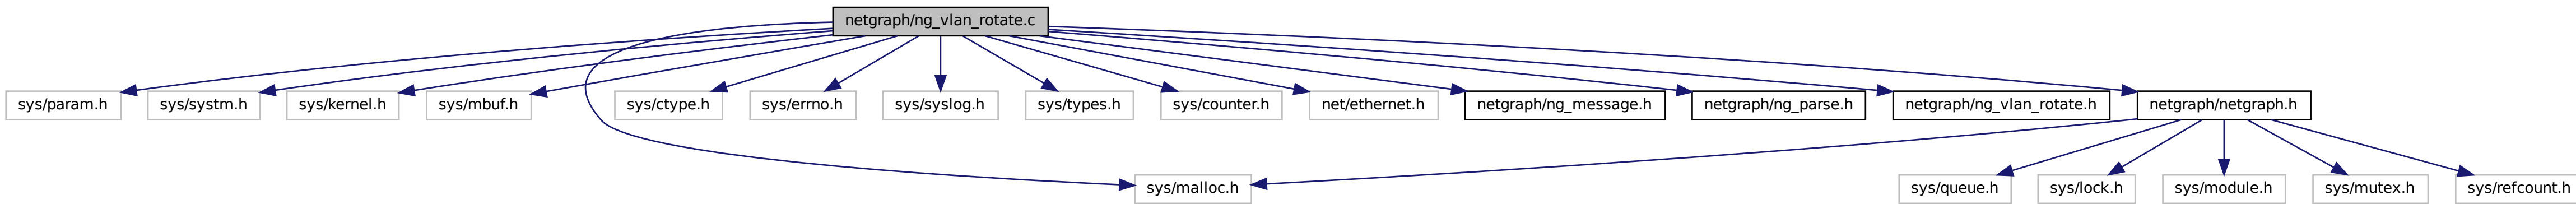 netgraph/ng_vlan_rotate.c
sys/param.h
sys/systm.h
sys/kernel.h
sys/mbuf.h
sys/ctype.h
sys/errno.h
sys/syslog.h
sys/types.h
sys/counter.h
net/ethernet.h
netgraph/ng_message.h
netgraph/ng_parse.h
netgraph/ng_vlan_rotate.h
netgraph/netgraph.h
sys/malloc.h
sys/queue.h
sys/lock.h
sys/module.h
sys/mutex.h
sys/refcount.h